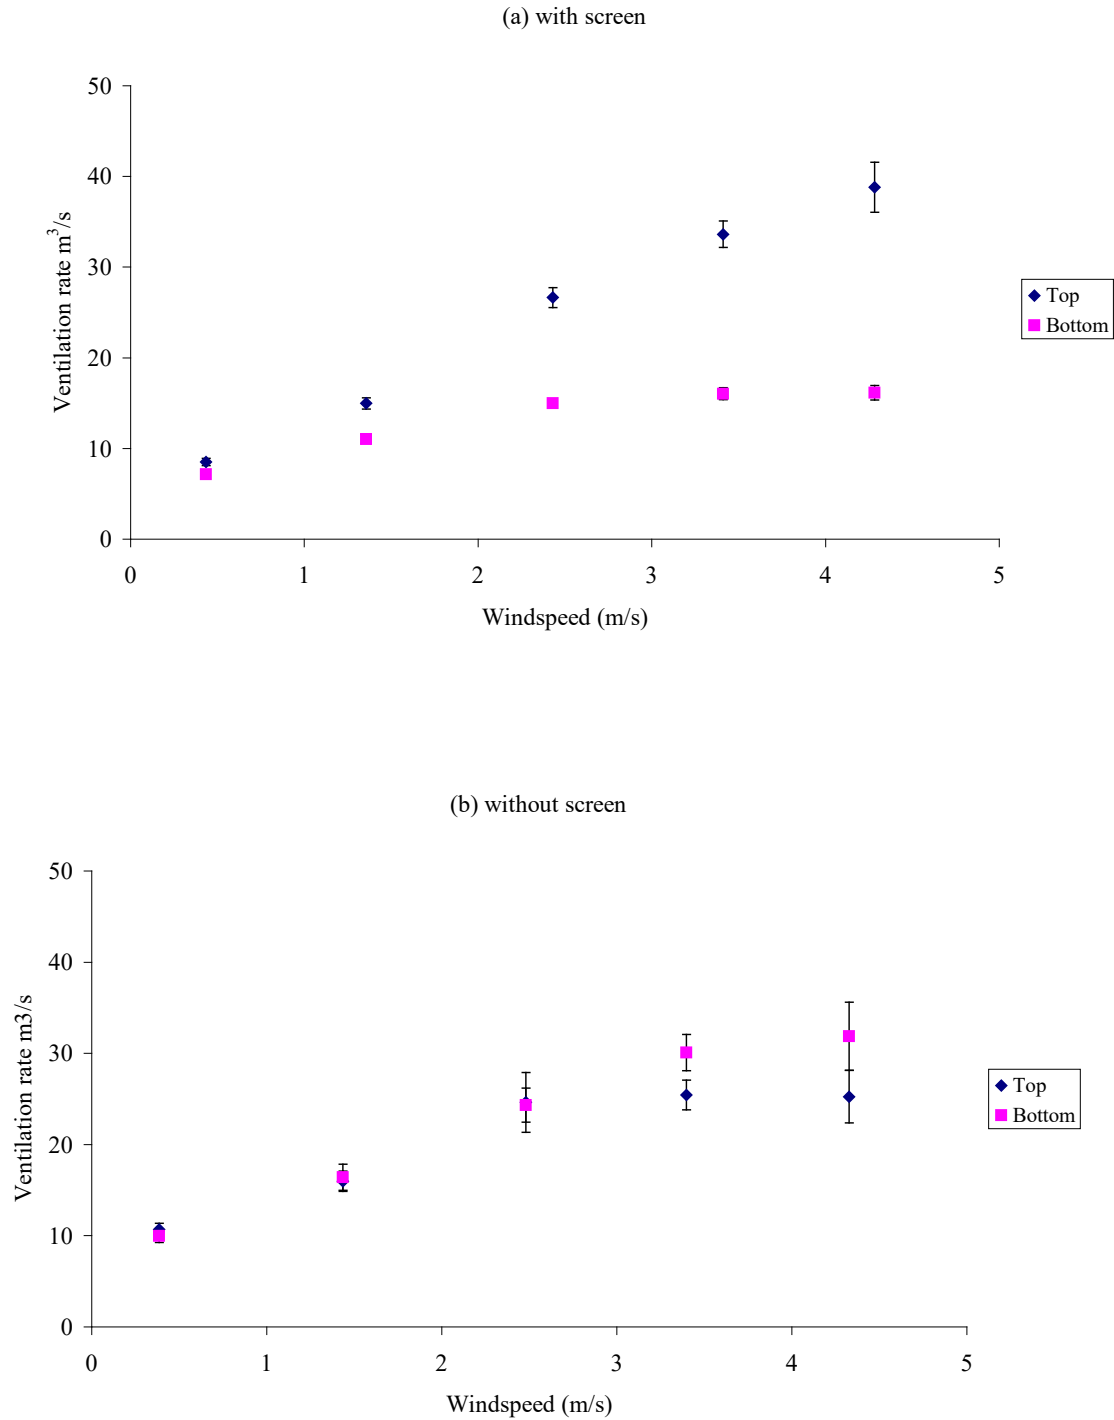 (a) with screen
50
40
30
20
10
0
Ventilation rate m³/s
0 1 2 3 4 5
Windspeed (m/s)
Top
Bottom
(b) without screen
50
40
30
20
10
0
Ventilation rate m3/s
0 1 2 3 4 5
Windspeed (m/s)
Top
Bottom